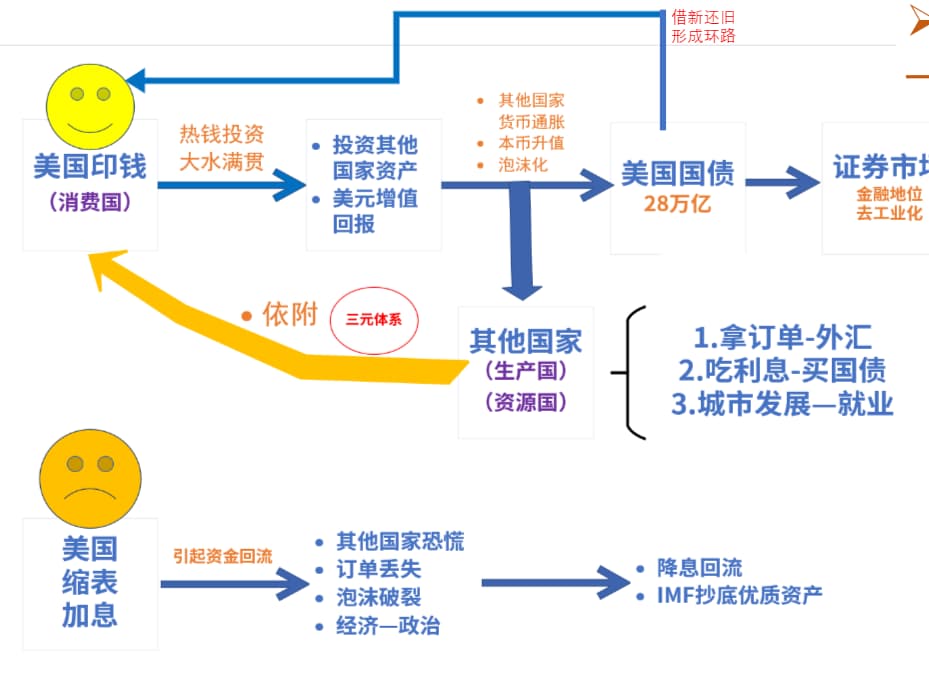 借新还旧
形成环路
其他国家
货币通胀
本币升值
泡沫化
热钱投资
大水满贯
美国印钱
（消费国）
投资其他
国家资产
美元增值
回报
美国国债
28万亿
证券市场
金融地位
去工业化
依附
三元体系
其他国家
（生产国）
（资源国）
1.拿订单-外汇
2.吃利息-买国债
3.城市发展—就业
美国
缩表
加息
引起资金回流
其他国家恐慌
订单丢失
泡沫破裂
经济—政治
降息回流
IMF抄底优质资产